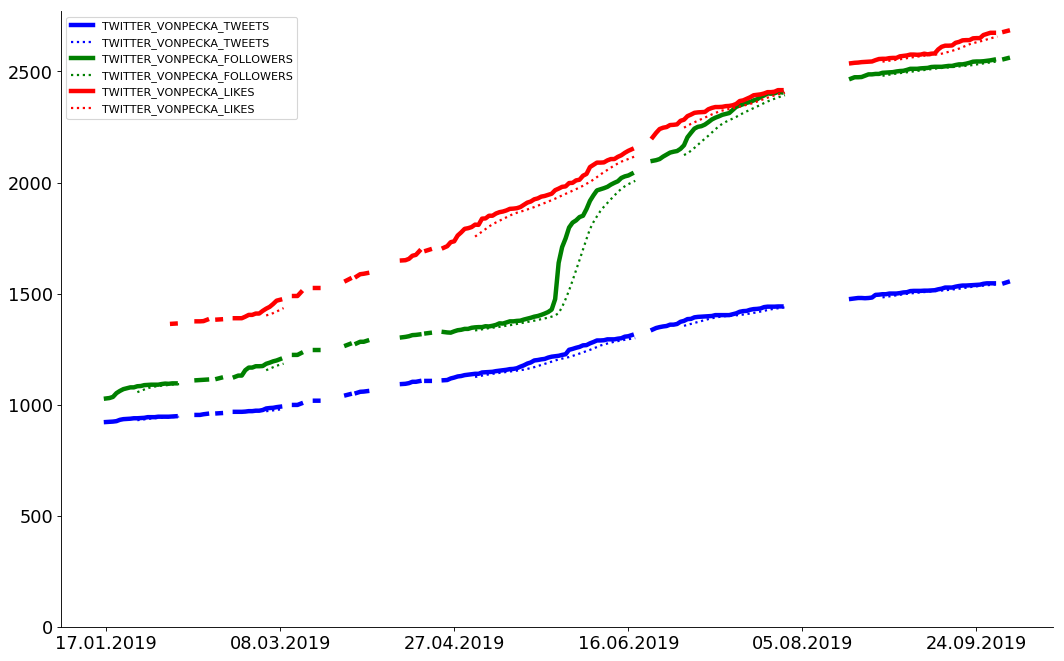 TWITTER_VONPECKA_TWEETS
TWITTER_VONPECKA_TWEETS
TWITTER_VONPECKA_FOLLOWERS
TWITTER_VONPECKA_FOLLOWERS
TWITTER_VONPECKA_LIKES
TWITTER_VONPECKA_LIKES
2500
2000
1500
1000
500
0
17.01.2019 08.03.2019 27.04.2019 16.06.2019 05.08.2019 24.09.2019